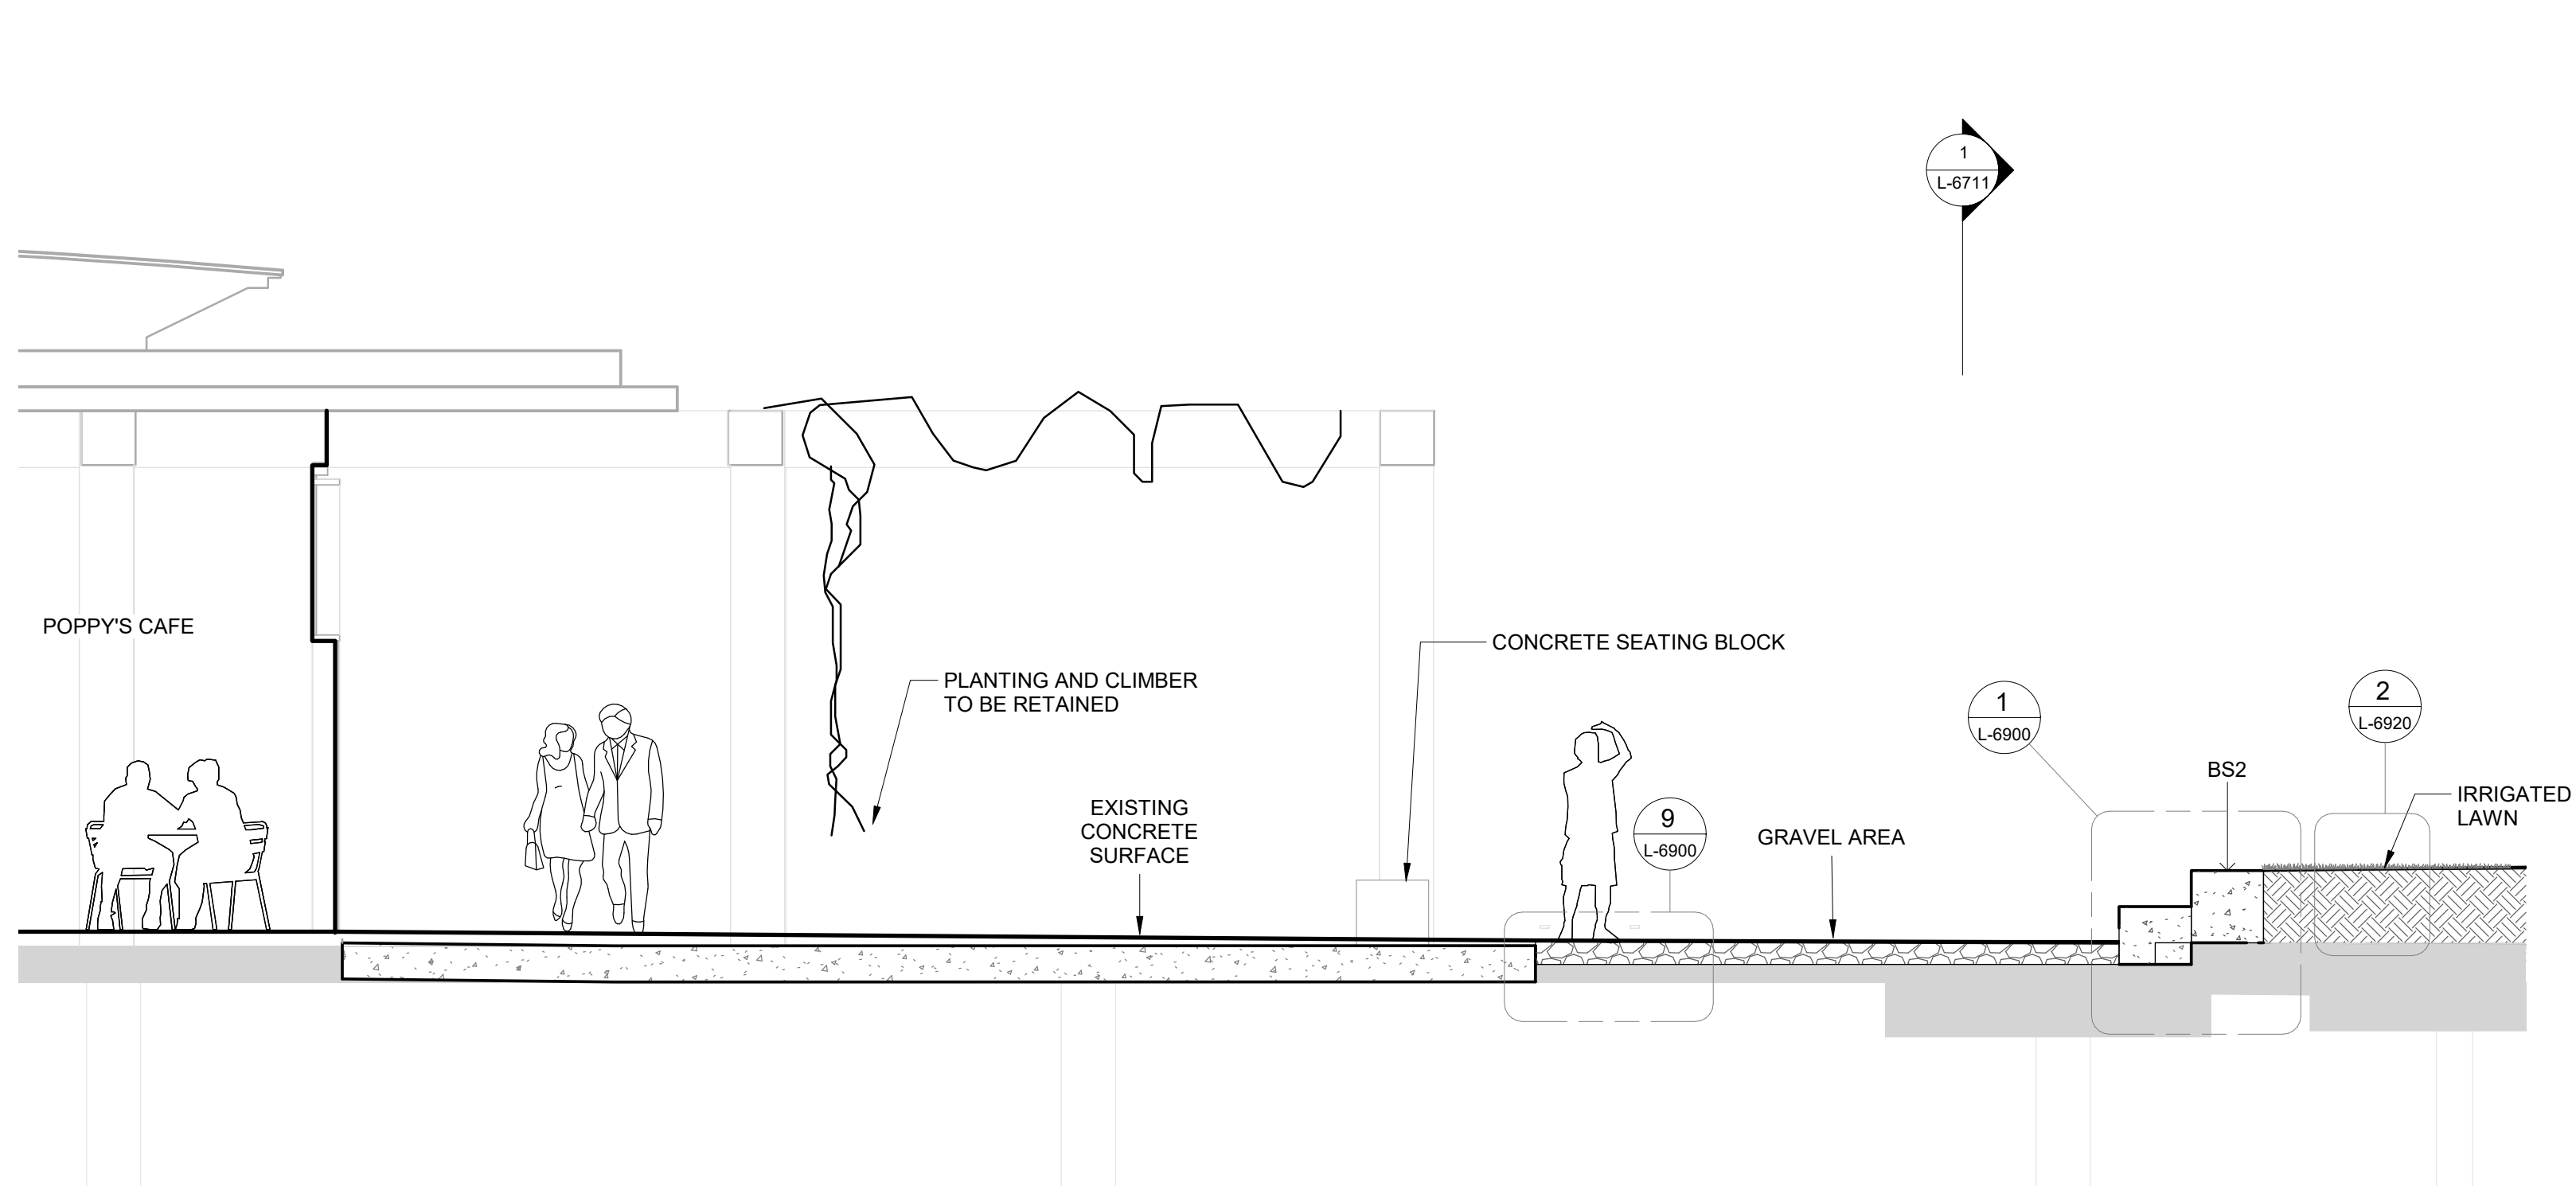 1
L-6711
POPPY'S CAFE
PLANTING AND CLIMBER
TO BE RETAINED
EXISTING
CONCRETE
SURFACE
CONCRETE SEATING BLOCK
9
L-6900
GRAVEL AREA
1
L-6900
BS2
2
L-6920
IRRIGATED
LAWN